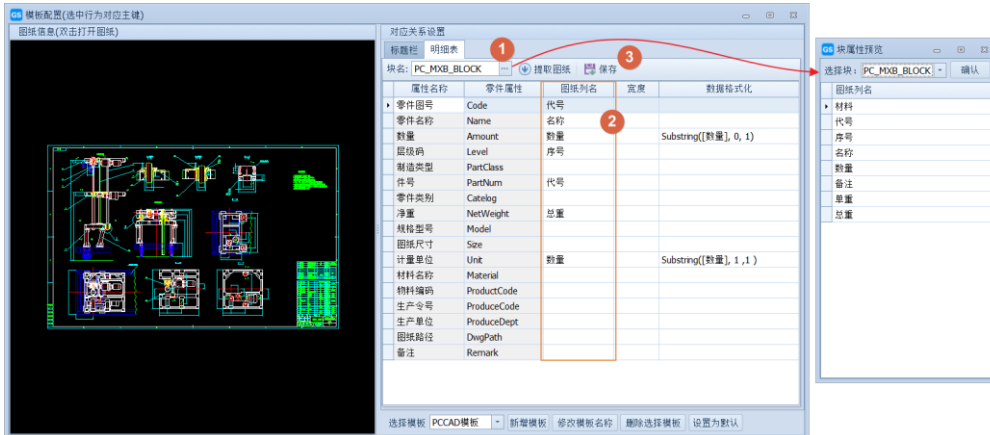 GS 模板配置(选中行为对应主键)
图纸信息(双击打开图纸)
对应关系设置
标题栏 明细表
1
块名: PC_MXB_BLOCK ... 提取图纸 保存
3
属性名称 零件属性 图纸列名 宽度 数据格式化
零件图号 Code 代号
零件名称 Name 名称
2
数量 Amount 数量 Substring([数量], 0, 1)
层级码 Level 序号
制造类型 PartClass
件号 PartNum 代号
零件类别 Catelog
净重 NetWeight 总重
规格型号 Model
图纸尺寸 Size
计量单位 Unit 数量 Substring([数量], 1 ,1 )
材料名称 Material
物料编码 ProductCode
生产令号 ProduceCode
生产单位 ProduceDept
图纸路径 DwgPath
备注 Remark
选择模板 PCCAD模板 新增模板 修改模板名称 删除选择模板 设置为默认
GS 块属性预览
选择块: PC_MXB_BLOCK 确认
图纸列名
材料
代号
序号
名称
数量
备注
单重
总重